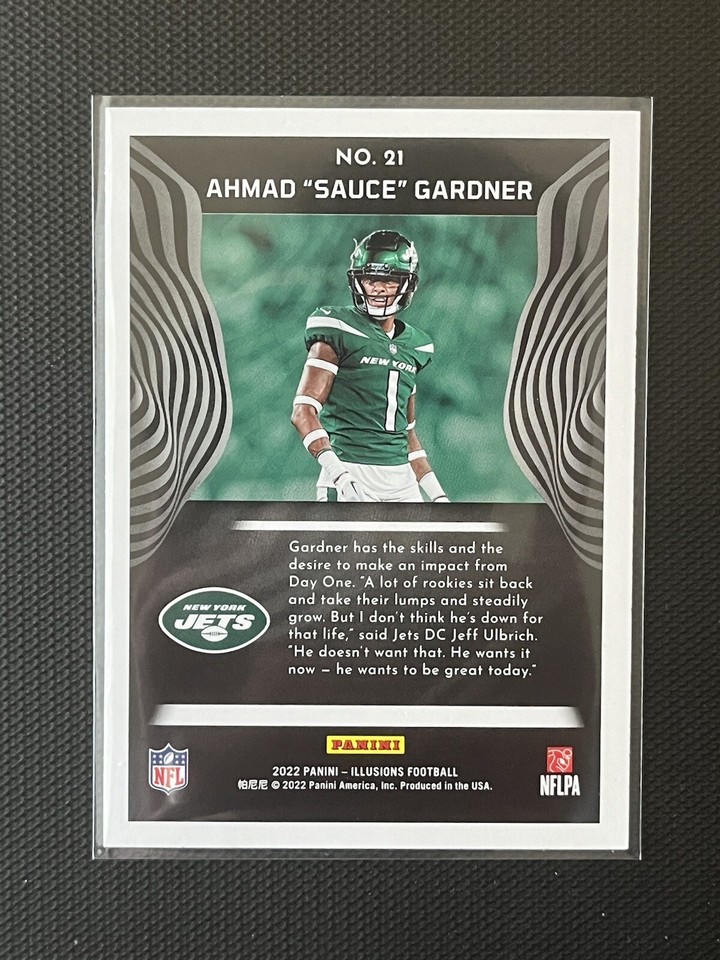 NO. 21
AHMAD “SAUCE” GARDNER
NEW YORK
1
Gardner has the skills and the
desire to make an impact from
Day One. “A lot of rookies sit back
and take their lumps and steadily
grow. But I don’t think he’s down for
that life,” said Jets DC Jeff Ulbrich.
“He doesn’t want that. He wants it
now – he wants to be great today.”
NEW YORK
JETS
PANINI
NFL
2022 PANINI – ILLUSIONS FOOTBALL
帕尼尼 © 2022 Panini America, Inc. Produced in the USA.
NFLPA